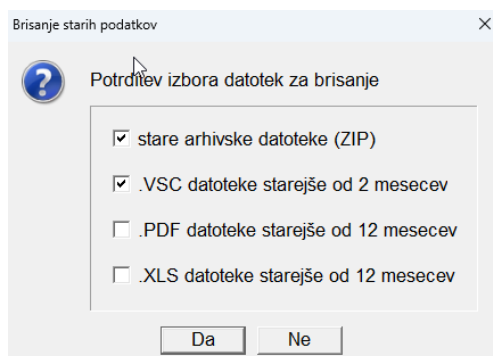 Brisanje starih podatkov
Potrditev izbora datotek za brisanje
stare arhivske datoteke (ZIP)
.VSC datoteke starejše od 2 mesecev
.PDF datoteke starejše od 12 mesecev
.XLS datoteke starejše od 12 mesecev
Da Ne